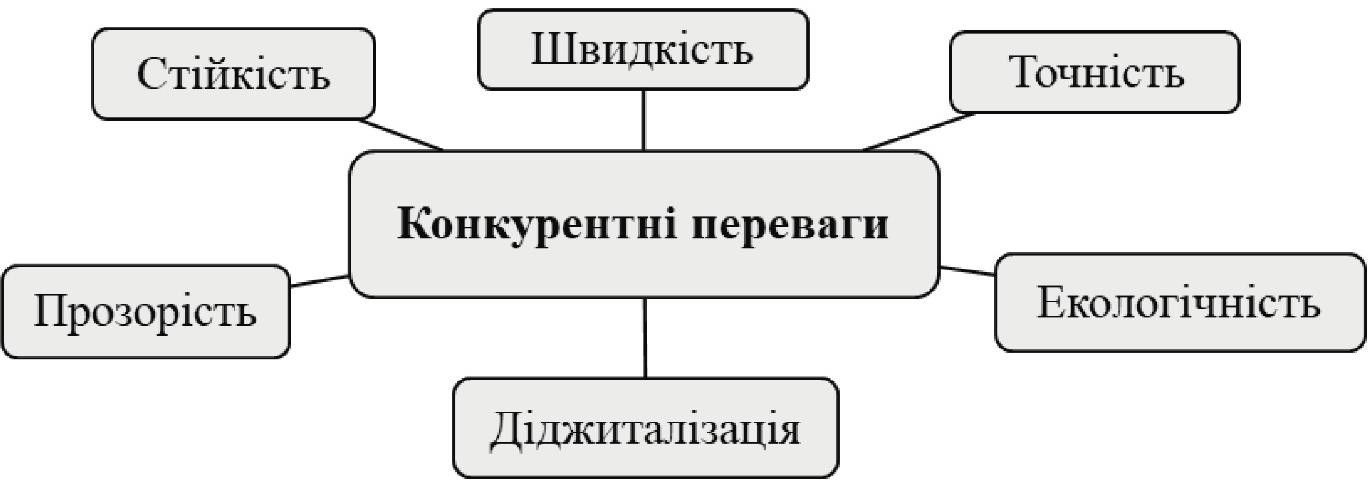 Стійкість
Швидкість
Точність
Конкурентні переваги
Прозорість
Екологічність
Діджиталізація